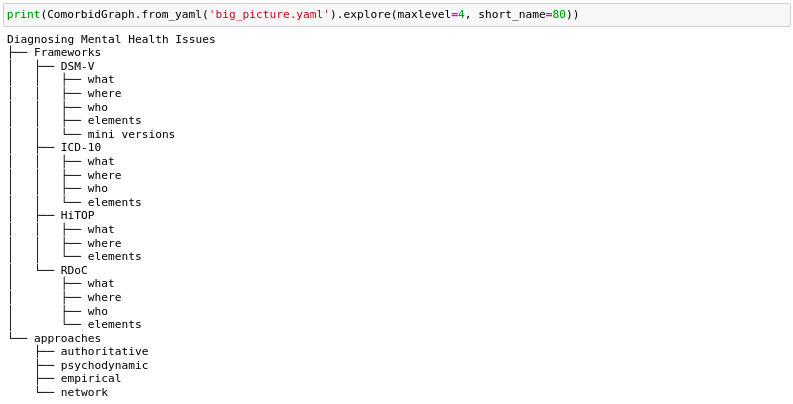 print(ComorbidGraph.from_yaml('big_picture.yaml').explore(maxlevel=4, short_name=80))
Diagnosing Mental Health Issues
├── Frameworks
│   ├── DSM-V
│   │   ├── what
│   │   ├── where
│   │   ├── who
│   │   ├── elements
│   │   └── mini versions
│   ├── ICD-10
│   │   ├── what
│   │   ├── where
│   │   ├── who
│   │   └── elements
│   ├── HiTOP
│   │   ├── what
│   │   ├── where
│   │   └── elements
│   └── RDoC
│       ├── what
│       ├── where
│       ├── who
│       └── elements
└── approaches
    ├── authoritative
    ├── psychodynamic
    ├── empirical
    └── network